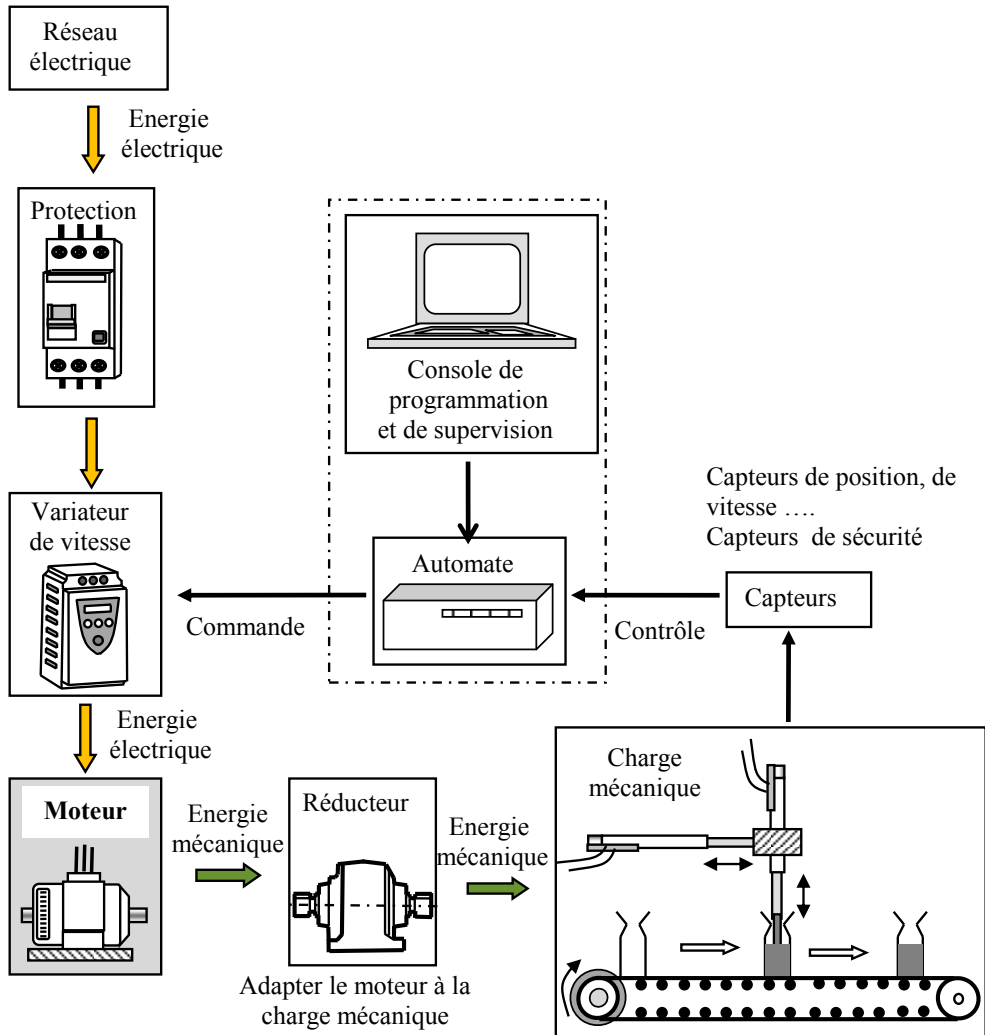 Réseau
électrique
Energie
électrique
Protection
Console de
programmation
et de supervision
Variateur
de vitesse
Automate
Commande
Contrôle
Capteurs de position, de
vitesse ….
Capteurs de sécurité
Capteurs
Energie
électrique
Moteur
Energie
mécanique
Réducteur
Energie
mécanique
Adapter le moteur à la
charge mécanique
Charge
mécanique